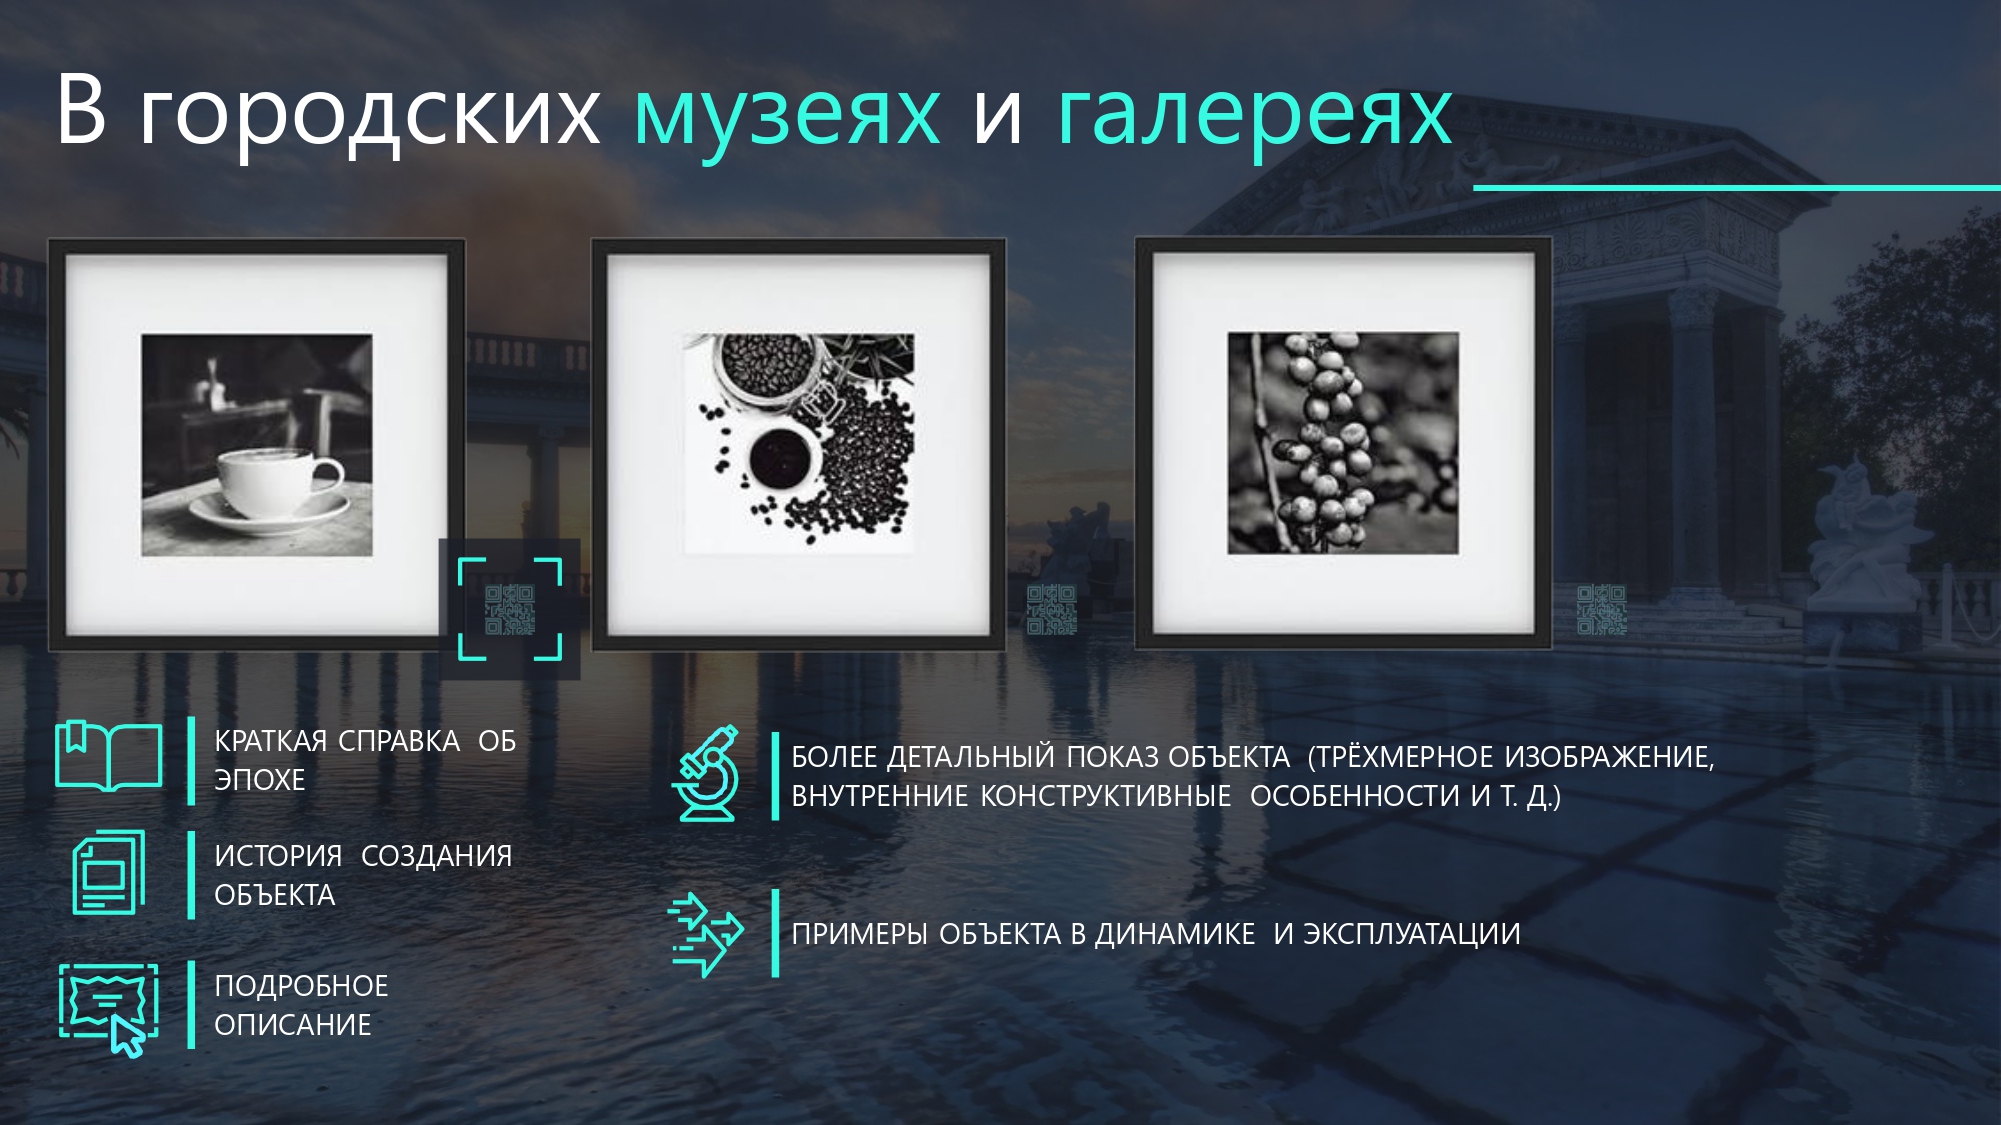 В городских музеях и галереях
КРАТКАЯ СПРАВКА ОБ
ЭПОХЕ
ИСТОРИЯ СОЗДАНИЯ
ОБЪЕКТА
ПОДРОБНОЕ
ОПИСАНИЕ
БОЛЕЕ ДЕТАЛЬНЫЙ ПОКАЗ ОБЪЕКТА (ТРЁХМЕРНОЕ ИЗОБРАЖЕНИЕ,
ВНУТРЕННИЕ КОНСТРУКТИВНЫЕ ОСОБЕННОСТИ И Т. Д.)
ПРИМЕРЫ ОБЪЕКТА В ДИНАМИКЕ И ЭКСПЛУАТАЦИИ